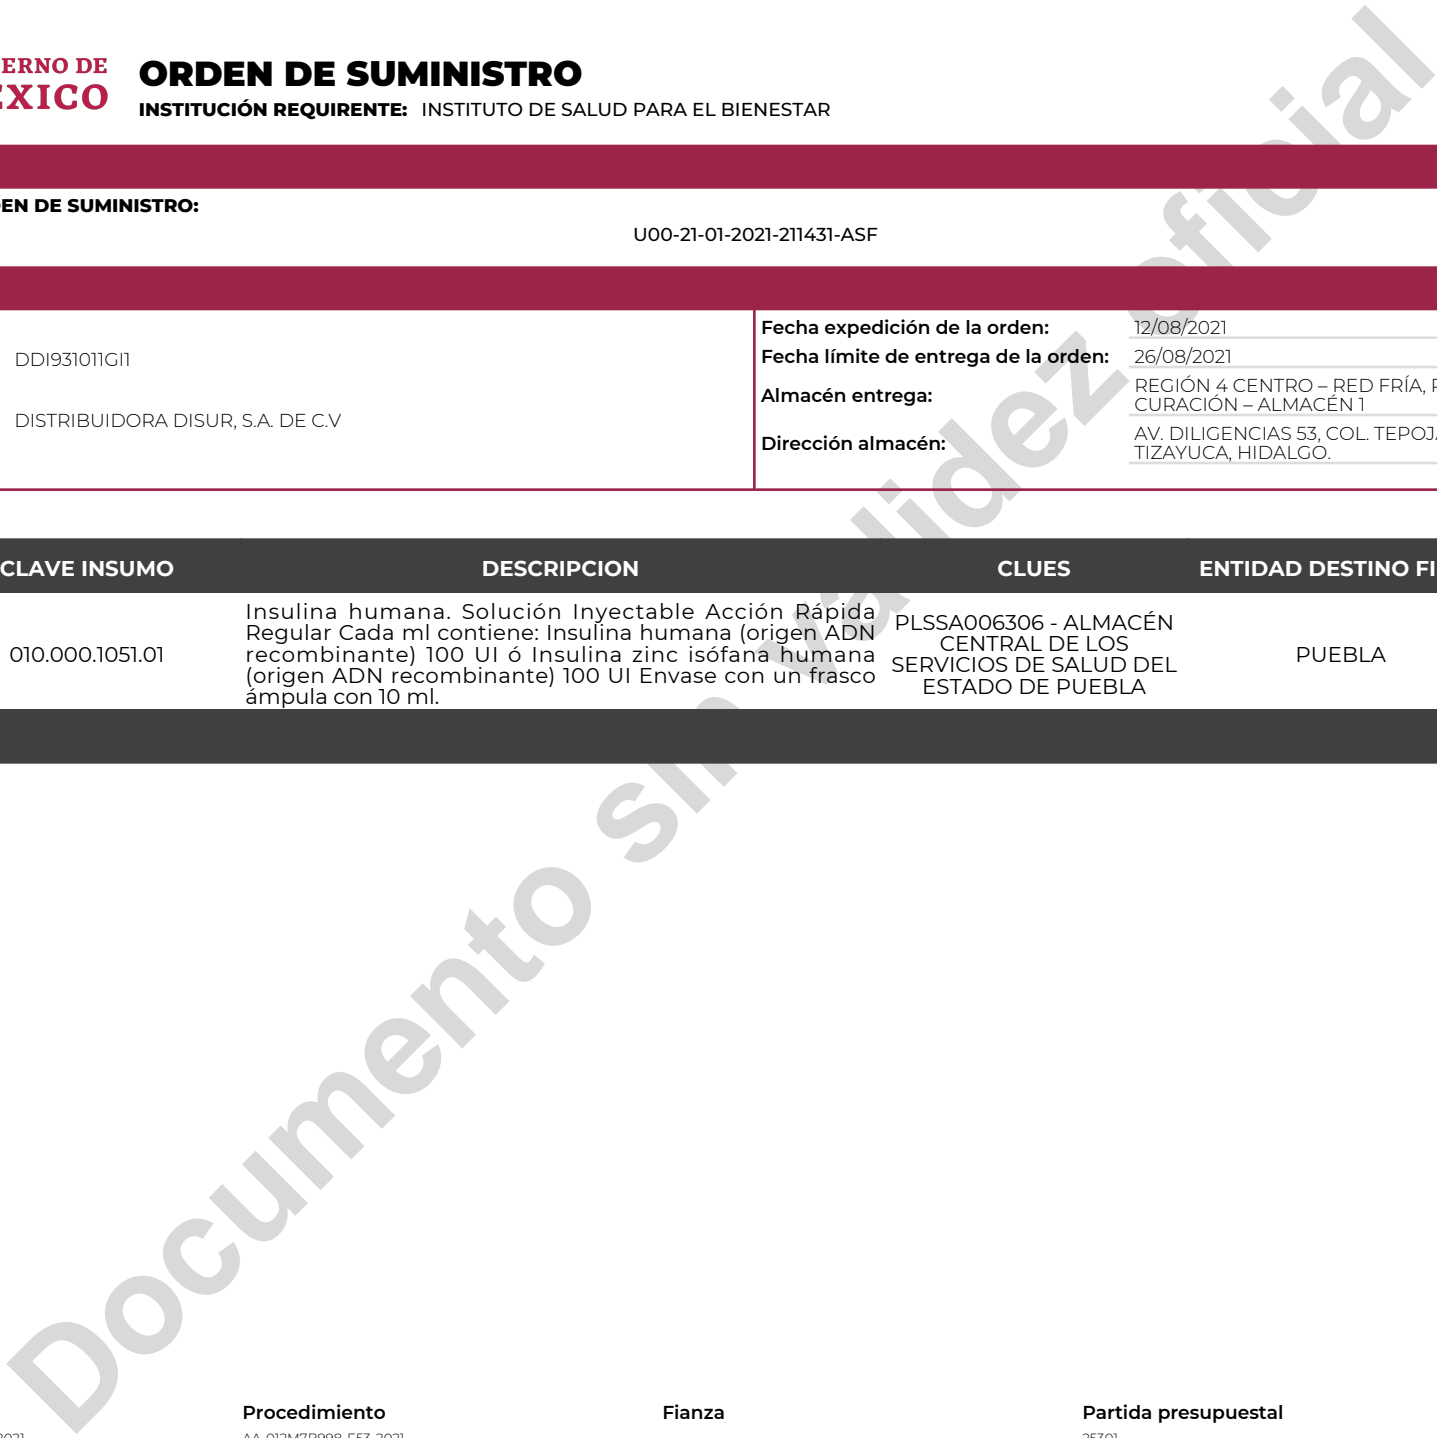 ERNO DE
EXICO
ORDEN DE SUMINISTRO
INSTITUCIÓN REQUIRENTE: INSTITUTO DE SALUD PARA EL BIENESTAR
EN DE SUMINISTRO:
U00-21-01-2021-211431-ASF
DDI931011GI1
DISTRIBUIDORA DISUR, S.A. DE C.V
Fecha expedición de la orden: 12/08/2021
Fecha límite de entrega de la orden: 26/08/2021
Almacén entrega: REGIÓN 4 CENTRO – RED FRÍA,
CURACIÓN – ALMACÉN 1
Dirección almacén: AV. DILIGENCIAS 53, COL. TEPOJA
TIZAYUCA, HIDALGO.
CLAVE INSUMO DESCRIPCION CLUES ENTIDAD DESTINO FI
010.000.1051.01
Insulina humana. Solución Inyectable Acción Rápida
Regular Cada ml contiene: Insulina humana (origen ADN
recombinante) 100 UI ó Insulina zinc isófana humana
(origen ADN recombinante) 100 UI Envase con un frasco
ámpula con 10 ml.
PLSSA006306 - ALMACÉN
CENTRAL DE LOS
SERVICIOS DE SALUD DEL
ESTADO DE PUEBLA
PUEBLA
Documento sin validez oficial
Procedimiento Fianza Partida presupuestal